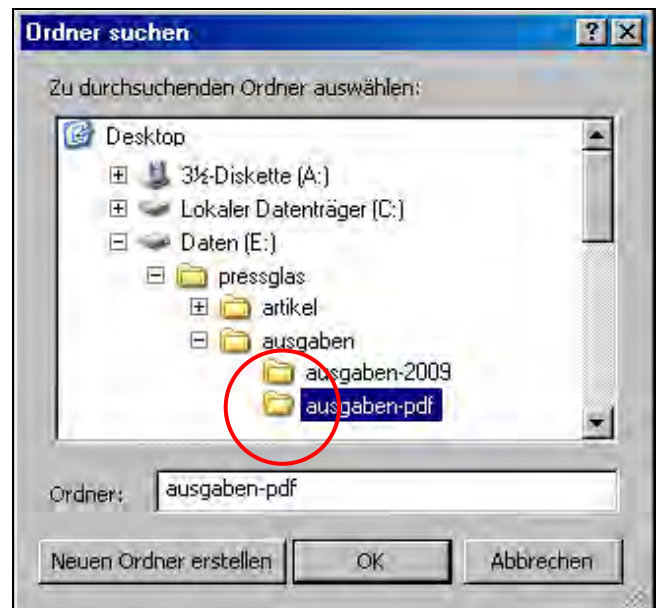 Ordner suchen
Zu durchsuchenden Ordner auswählen:
Desktop
3½-Diskette (A:)
Lokaler Datenträger (C:)
Daten (E:)
pressglas
artikel
ausgaben
ausgaben-2009
ausgaben-pdf
Ordner: ausgaben-pdf
Neuen Ordner erstellen OK Abbrechen